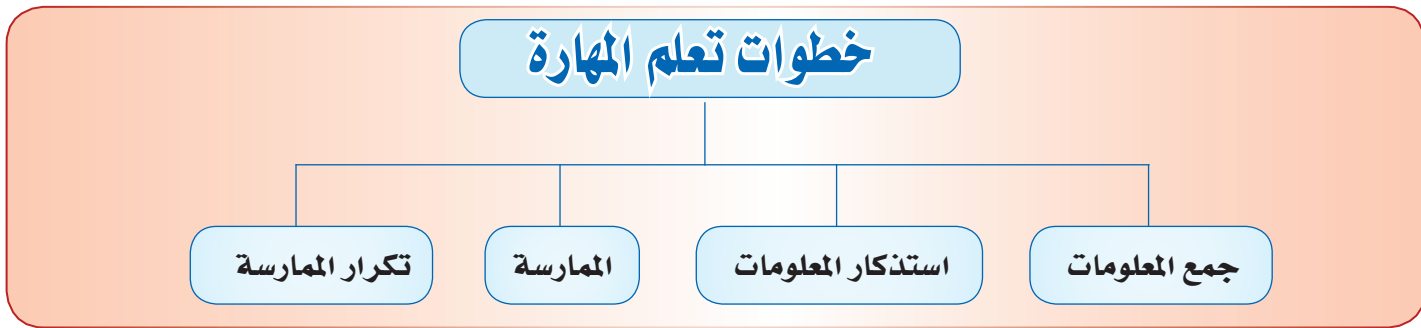 خطوات تعلم المهارة
جمع المعلومات
استذكار المعلومات
الممارسة
تكرار الممارسة